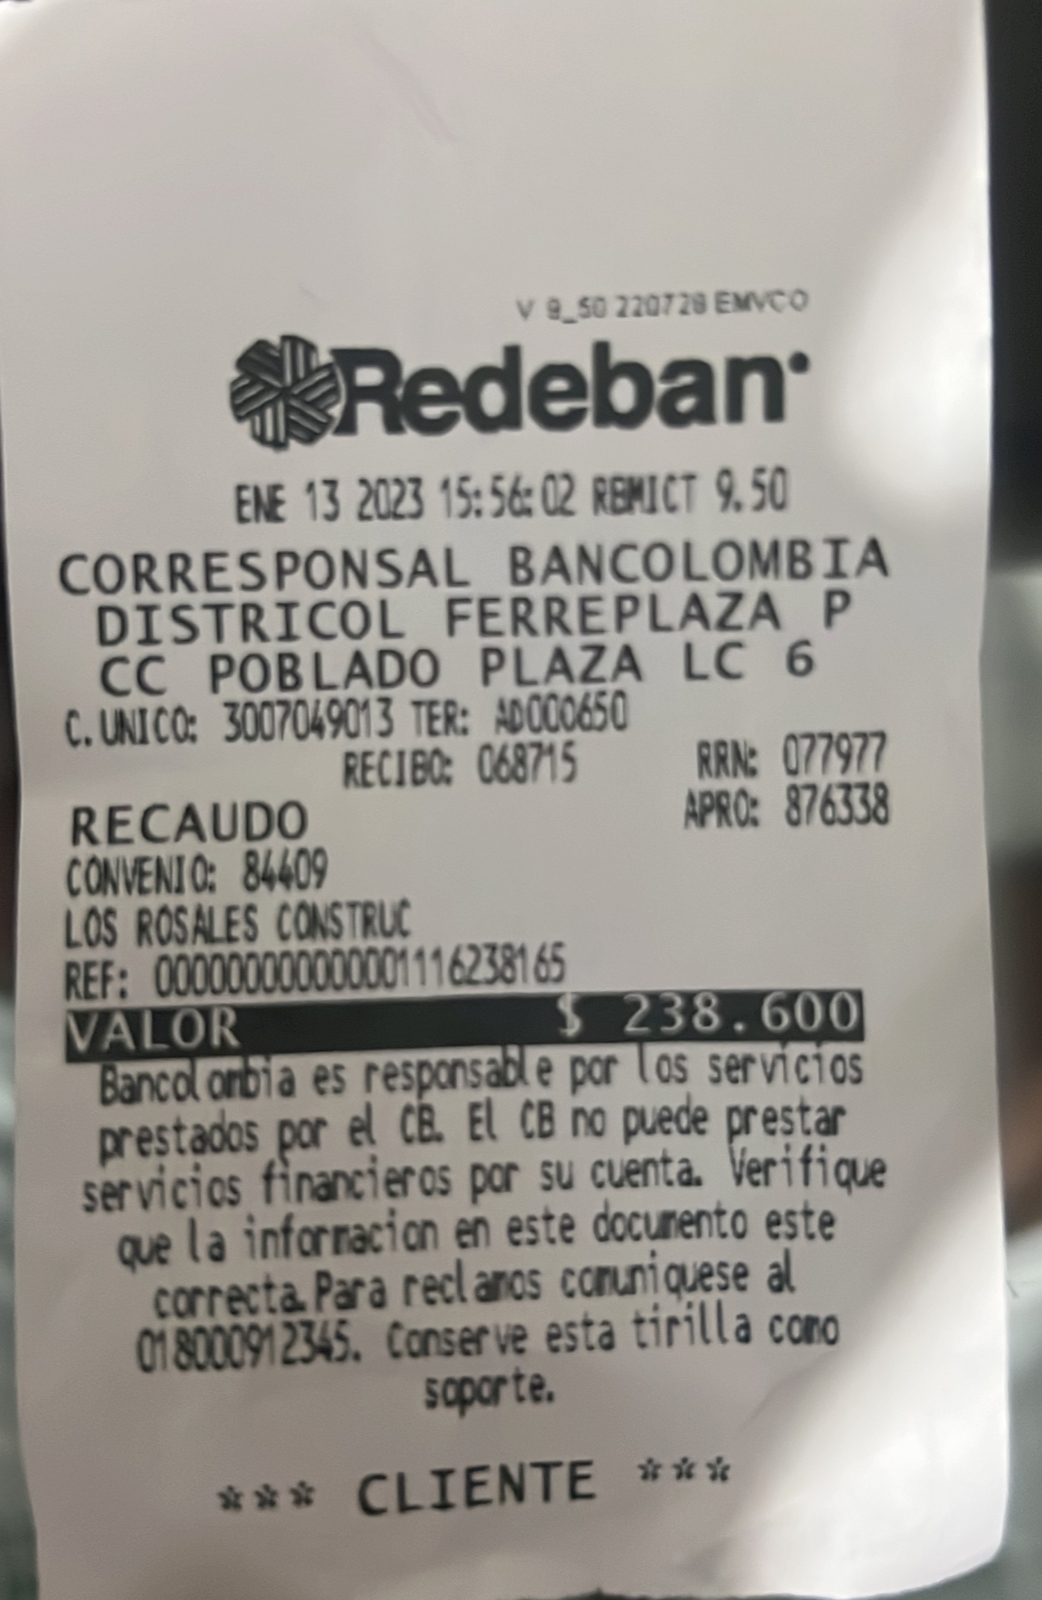 V 9_50 220728 EMVCO
Redeban
ENE 13 2023 15:56:02 RBMICT 9.50
CORRESPONSAL BANCOLOMBIA
DISTRICOL FERREPLAZA P
CC POBLADO PLAZA LC 6
C. UNICO: 3007049013 TER: AD000650
RECIBO: 068715 RRN: 077977
RECAUDO APRO: 876338
CONVENIO: 84409
LOS ROSALES CONSTRUC
REF: 00000000000001116238165
VALOR $ 238.600
Bancolombia es responsable por los servicios
prestados por el CB. El CB no puede prestar
servicios financieros por su cuenta. Verifique
que la informacion en este documento este
correcta.Para reclamos comuniquese al
018000912345. Conserve esta tirilla como
soporte.
*** CLIENTE ***